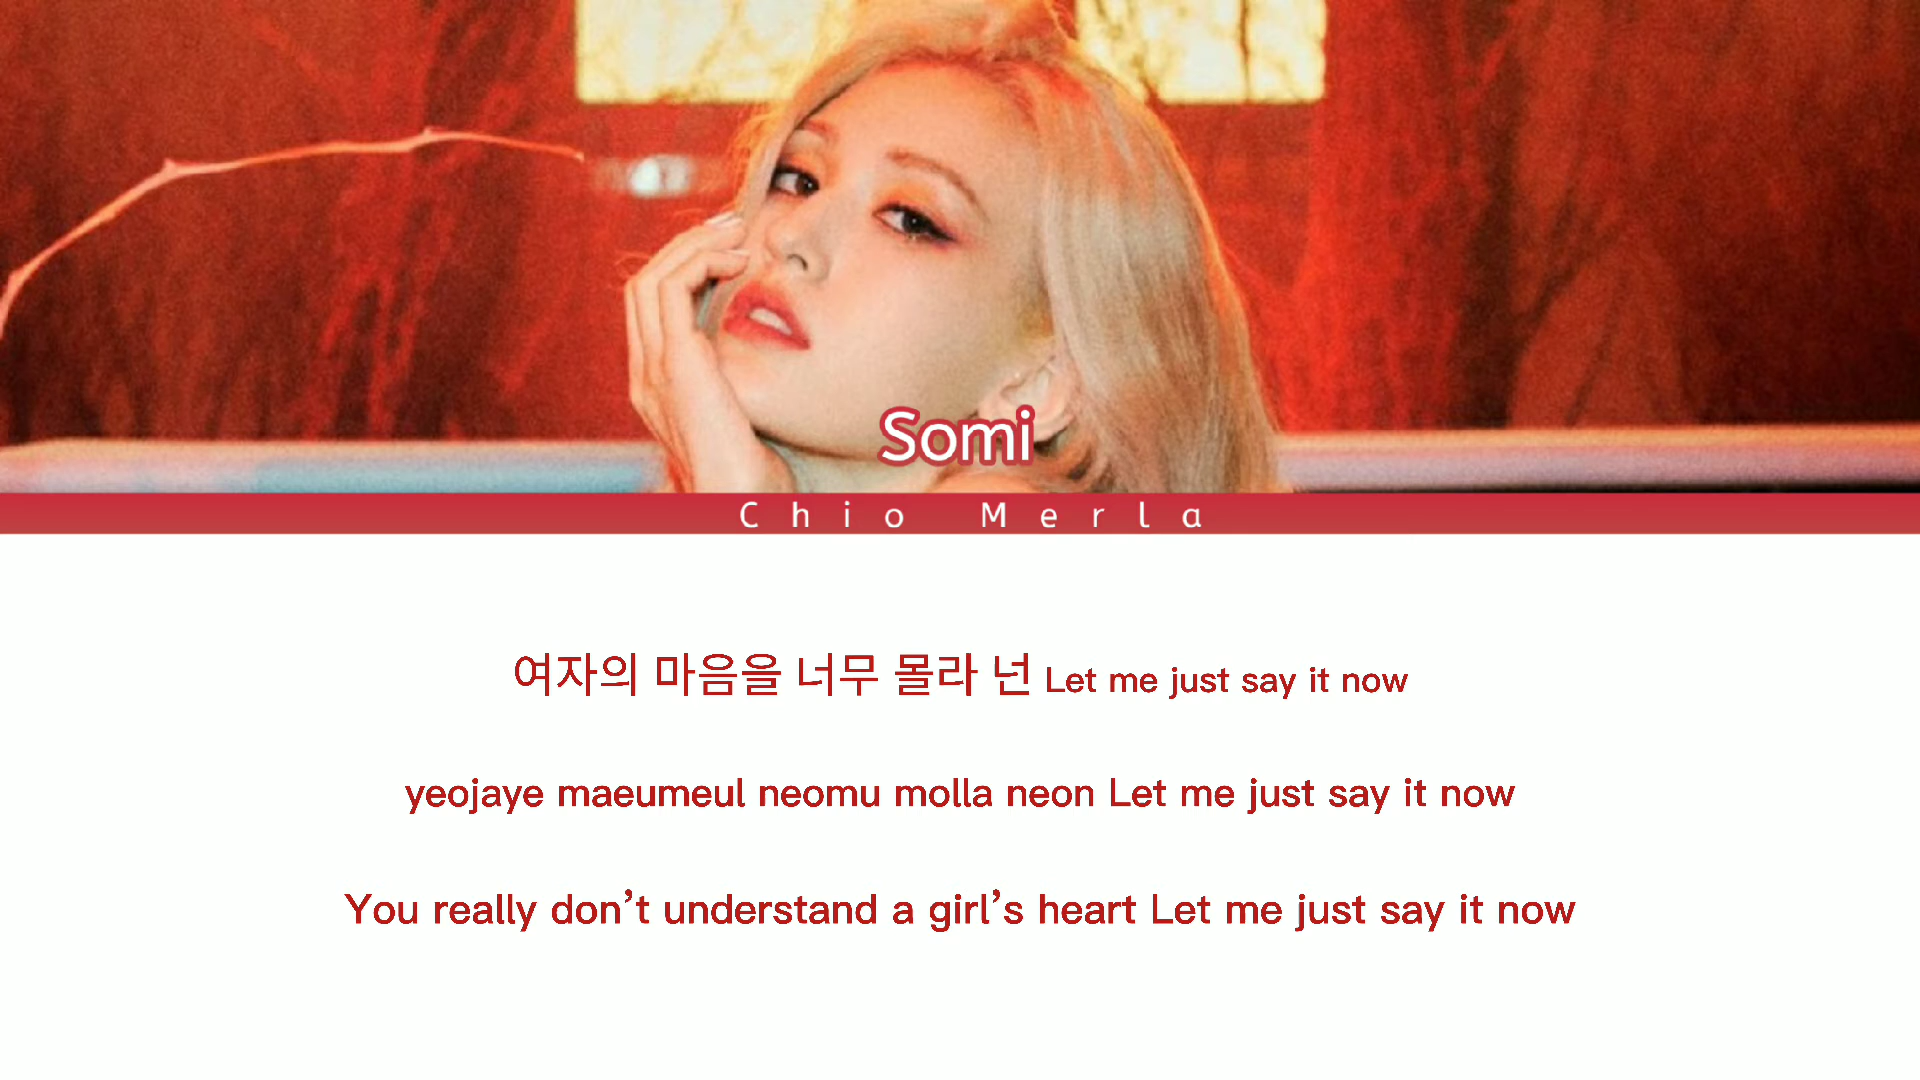 Somi
Chio Merla
여자의 마음을 너무 몰라 넌 Let me just say it now
yeojaye maeumeul neomu molla neon Let me just say it now
You really don’t understand a girl’s heart Let me just say it now